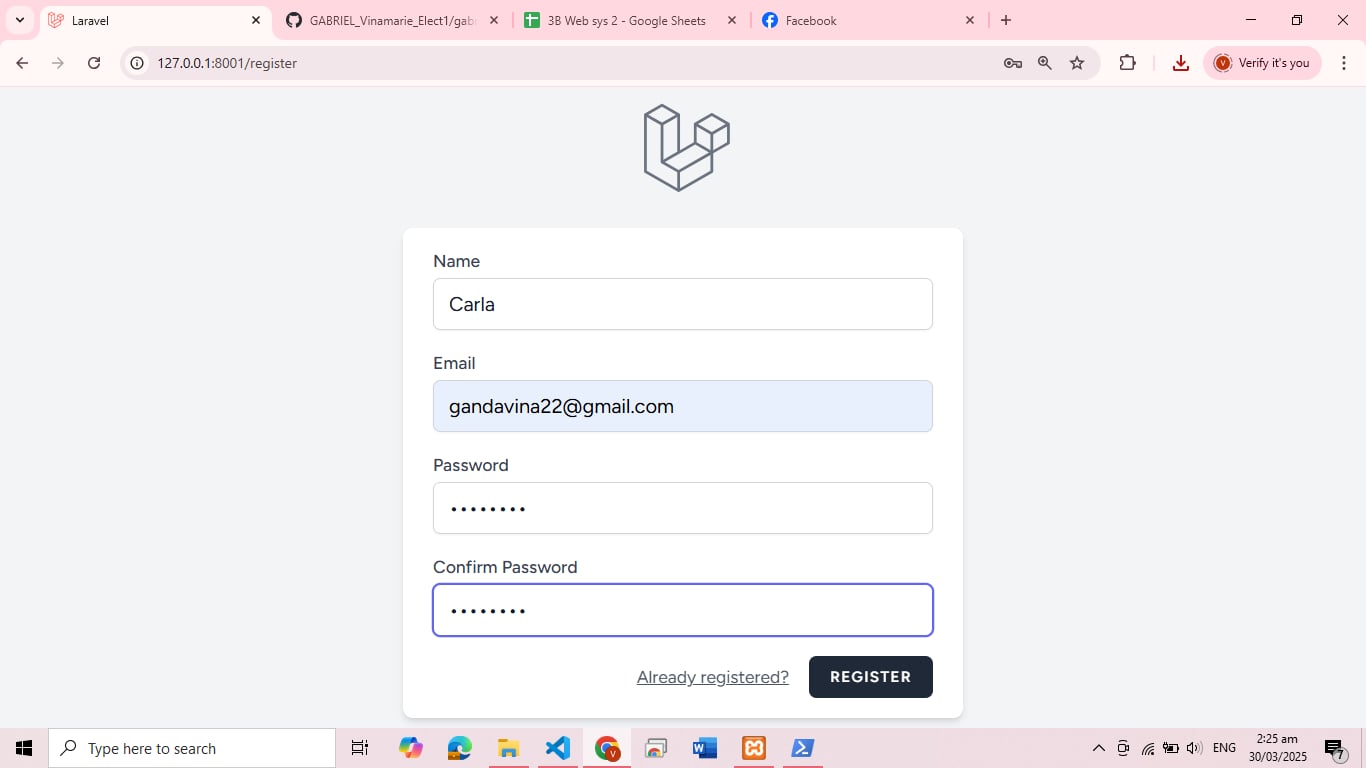 Laravel
GABRIEL_Vinamarie_Elect1/gab
3B Web sys 2 - Google Sheets
Facebook
127.0.0.1:8001/register
V
Verify it's you
Name
Carla
Email
gandavina22@gmail.com
Password
••••••••
Confirm Password
••••••••
Already registered?
REGISTER
Type here to search
V
ENG
2:25 am
30/03/2025
7